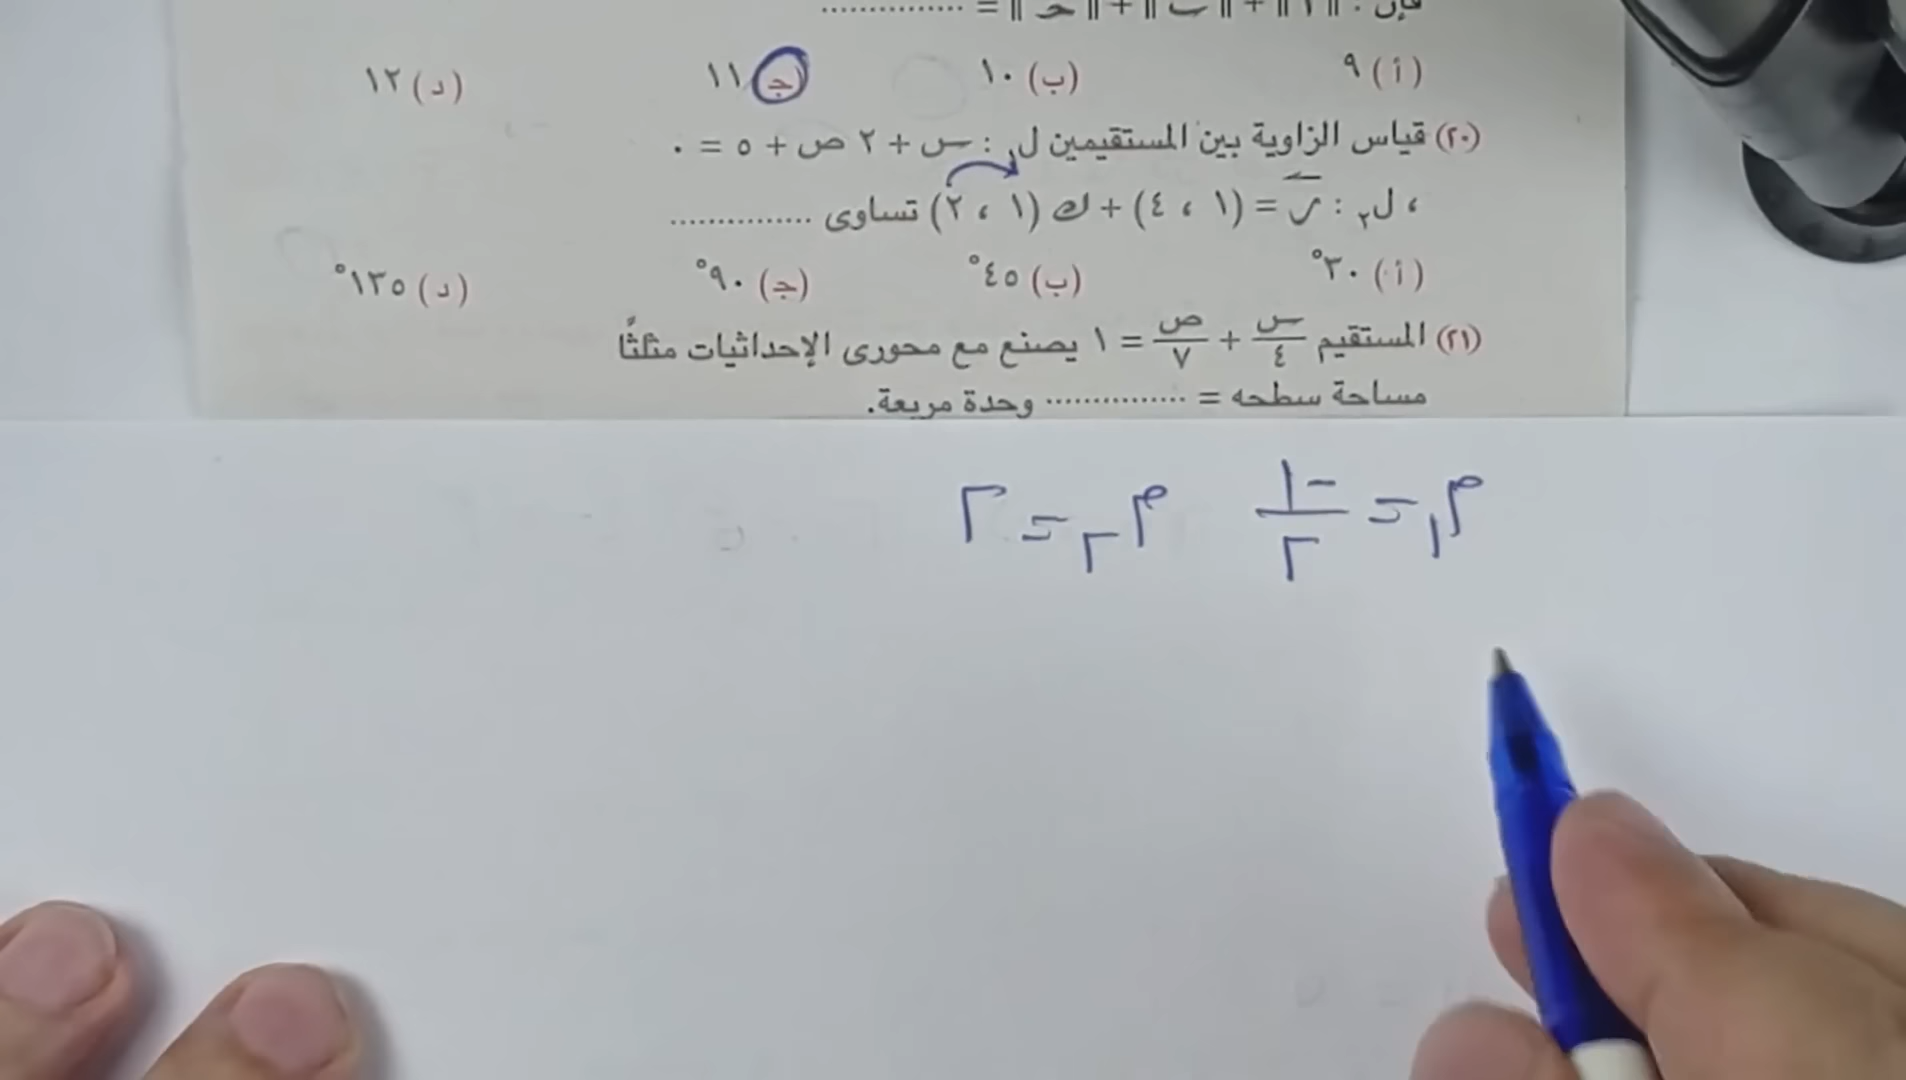 فإن : || أ || + || ب || + || جـ || = ...............
(أ) ٩ (ب) ١٠ (جـ) ١١ (د) ١٢
(٢٠) قياس الزاوية بين المستقيمين ل١ : س + ٢ ص + ٥ = ٠
، ل٢ : ر = (١ ، ٤) + ك (١ ، ٢) تساوى ...............
(أ) ٣٠° (ب) ٤٥° (جـ) ٩٠° (د) ١٣٥°
(٢١) المستقيم س/٤ + ص/٧ = ١ يصنع مع محورى الإحداثيات مثلثًا
مساحة سطحه = ............... وحدة مربعة.
م١ = -١/٢ م٢ = ٢